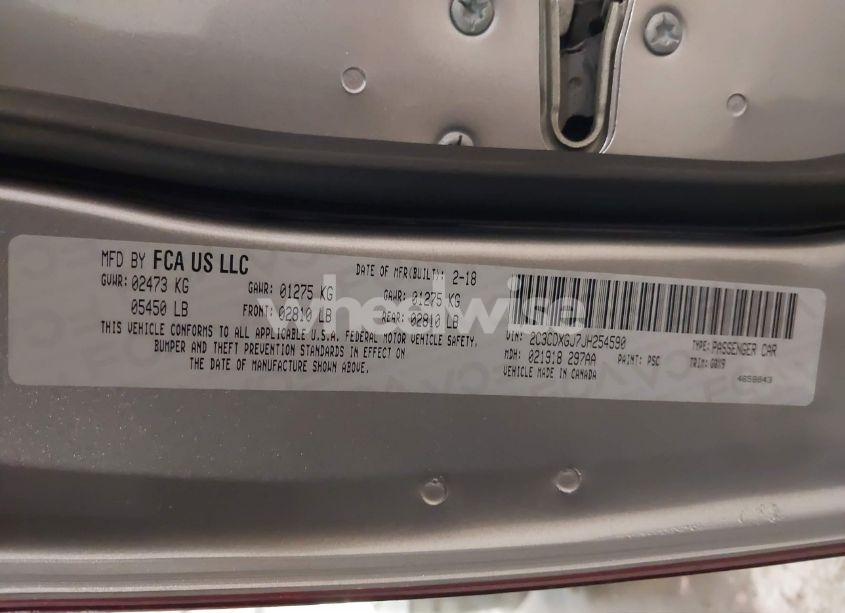 MFD BY FCA US LLC
DATE OF MFR(BUILT): 2-18
GVWR: 02473 KG
GAWR: 01275 KG
GAWR: 01275 KG
05450 LB
FRONT: 02810 LB
REAR: 02810 LB
THIS VEHICLE CONFORMS TO ALL APPLICABLE U.S.A. FEDERAL MOTOR VEHICLE SAFETY,
BUMPER AND THEFT PREVENTION STANDARDS IN EFFECT ON
THE DATE OF MANUFACTURE SHOWN ABOVE.
VIN: 2C3CDXGJ7JH254590
TYPE: PASSENGER CAR
MDH: 021918 297AA
PAINT: PSC
TRIM: G0X9
VEHICLE MADE IN CANADA
wheelwise